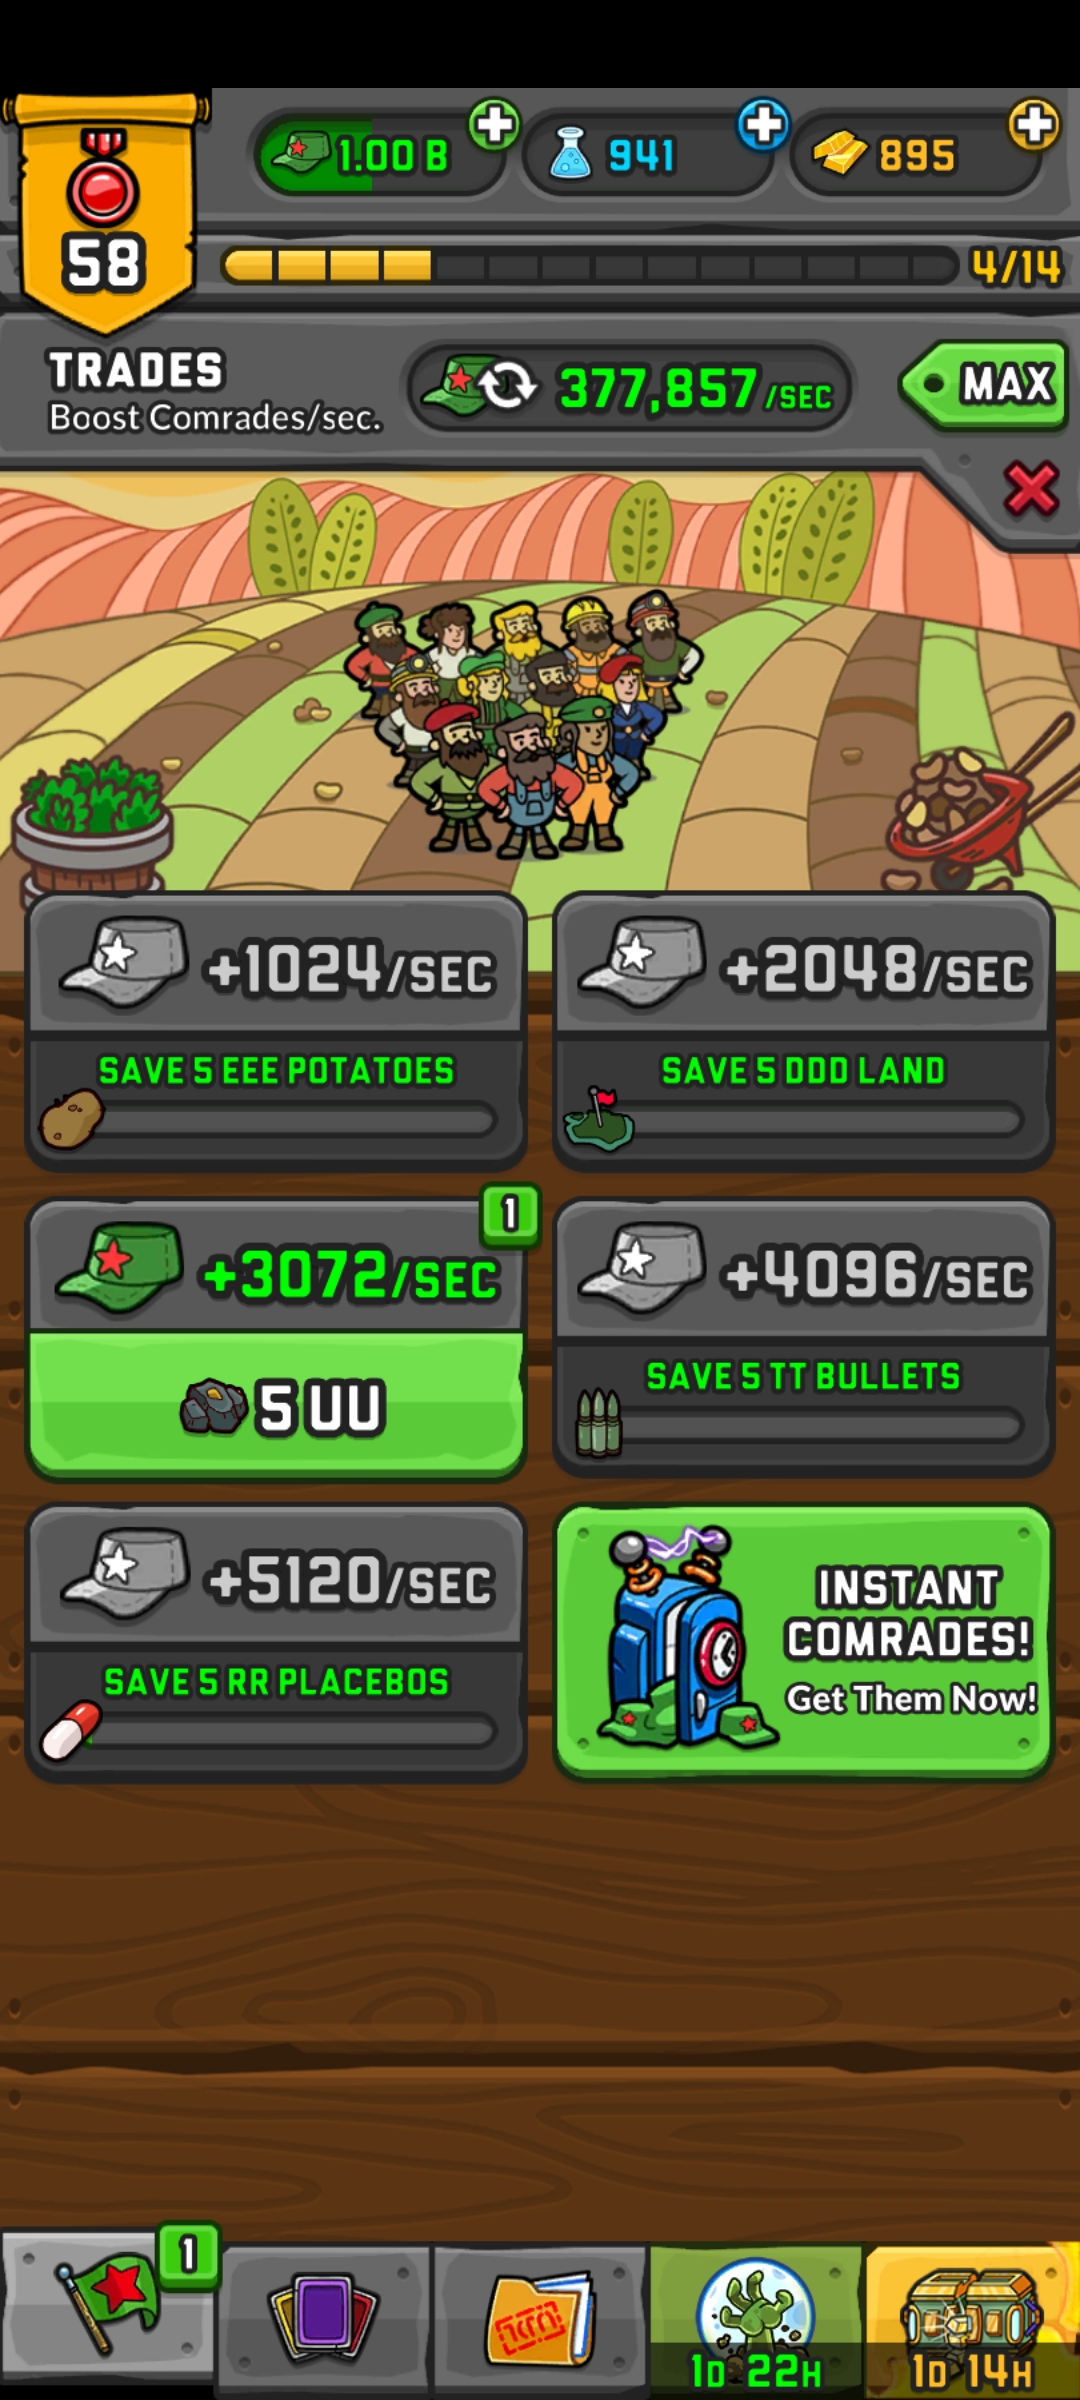 1.00 B
941
895
58
4/14
TRADES
Boost Comrades/sec.
377,857/SEC
MAX
+1024/SEC
SAVE 5 EEE POTATOES
+2048/SEC
SAVE 5 DDD LAND
1
+3072/SEC
5 UU
+4096/SEC
SAVE 5 TT BULLETS
+5120/SEC
SAVE 5 RR PLACEBOS
INSTANT
COMRADES!
Get Them Now!
1
1D 22H
1D 14H